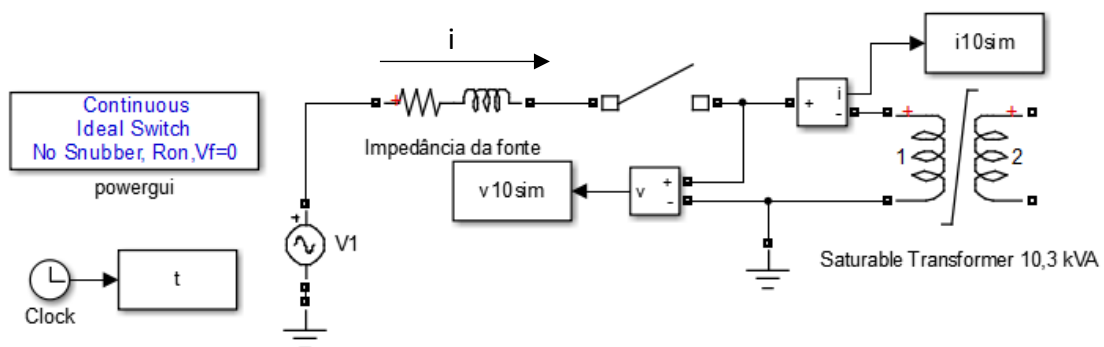 i
i10sim
Continuous
Ideal Switch
No Snubber, Ron,Vf=0
powergui
Impedância da fonte
+
i
+
-
+
+
1
2
v10sim
v
+
-
+
V1
Saturable Transformer 10,3 kVA
t
Clock